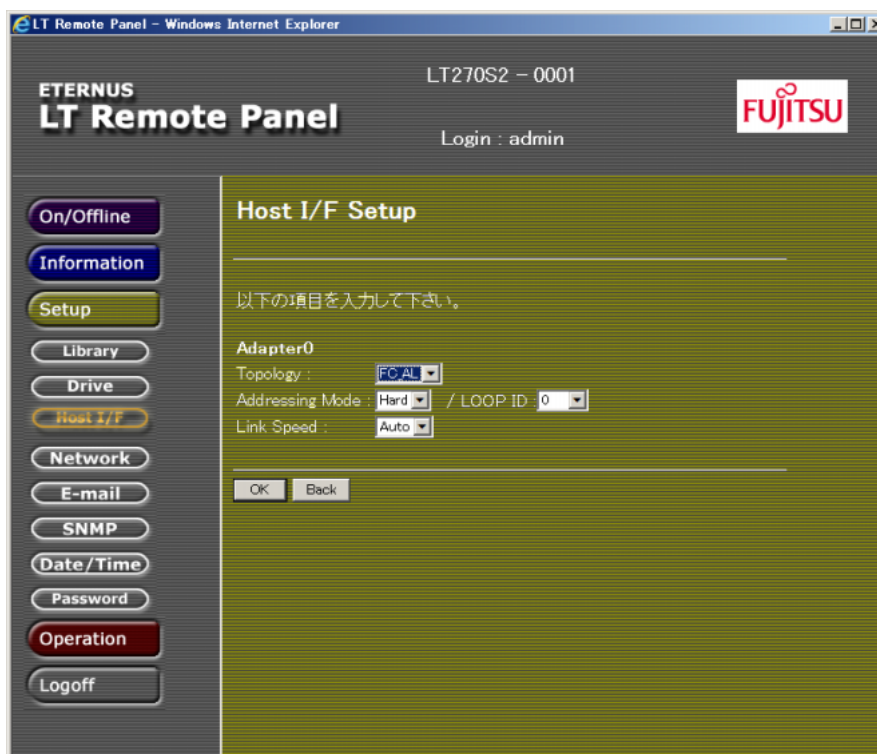 LT Remote Panel - Windows Internet Explorer
ETERNUS
LT Remote Panel
LT270S2 - 0001
Login : admin
FUJITSU
On/Offline
Information
Setup
Library
Drive
Host I/F
Network
E-mail
SNMP
Date/Time
Password
Operation
Logoff
Host I/F Setup
以下の項目を入力して下さい。
Adapter0
Topology : FC_AL
Addressing Mode : Hard / LOOP ID : 0
Link Speed : Auto
OK Back